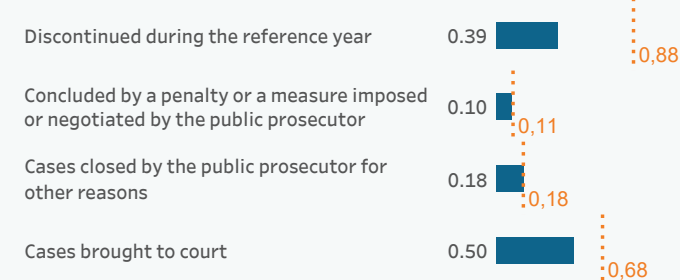 Discontinued during the reference year 0.39
0,88
Concluded by a penalty or a measure imposed
or negotiated by the public prosecutor 0.10
0,11
Cases closed by the public prosecutor for
other reasons 0.18
0,18
Cases brought to court 0.50
0,68